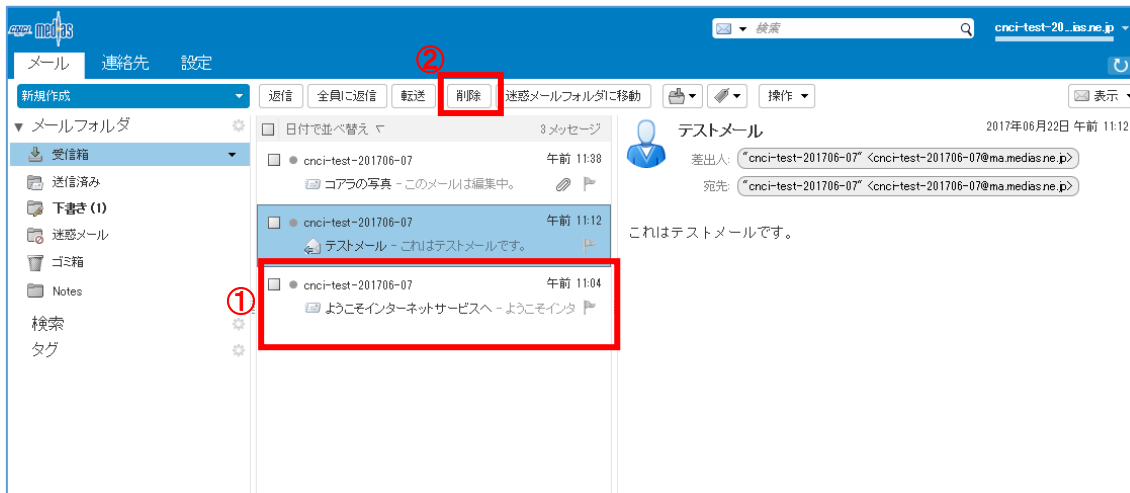 cnci medias
検索
cnci-test-20...ias.ne.jp
メール 連絡先 設定
②
新規作成
返信 全員に返信 転送 削除 迷惑メールフォルダに移動 操作 表示
メールフォルダ
受信箱
送信済み
下書き (1)
迷惑メール
ゴミ箱
Notes
検索
タグ
日付で並べ替え 3 メッセージ
cnci-test-201706-07 午前 11:38
コアラの写真 - このメールは編集中。
cnci-test-201706-07 午前 11:12
テストメール - これはテストメールです。
①
cnci-test-201706-07 午前 11:04
ようこそインターネットサービスへ - ようこそインタ
テストメール 2017年06月22日 午前 11:12
差出人: "cnci-test-201706-07" <cnci-test-201706-07@ma.medias.ne.jp>
宛先: "cnci-test-201706-07" <cnci-test-201706-07@ma.medias.ne.jp>
これはテストメールです。